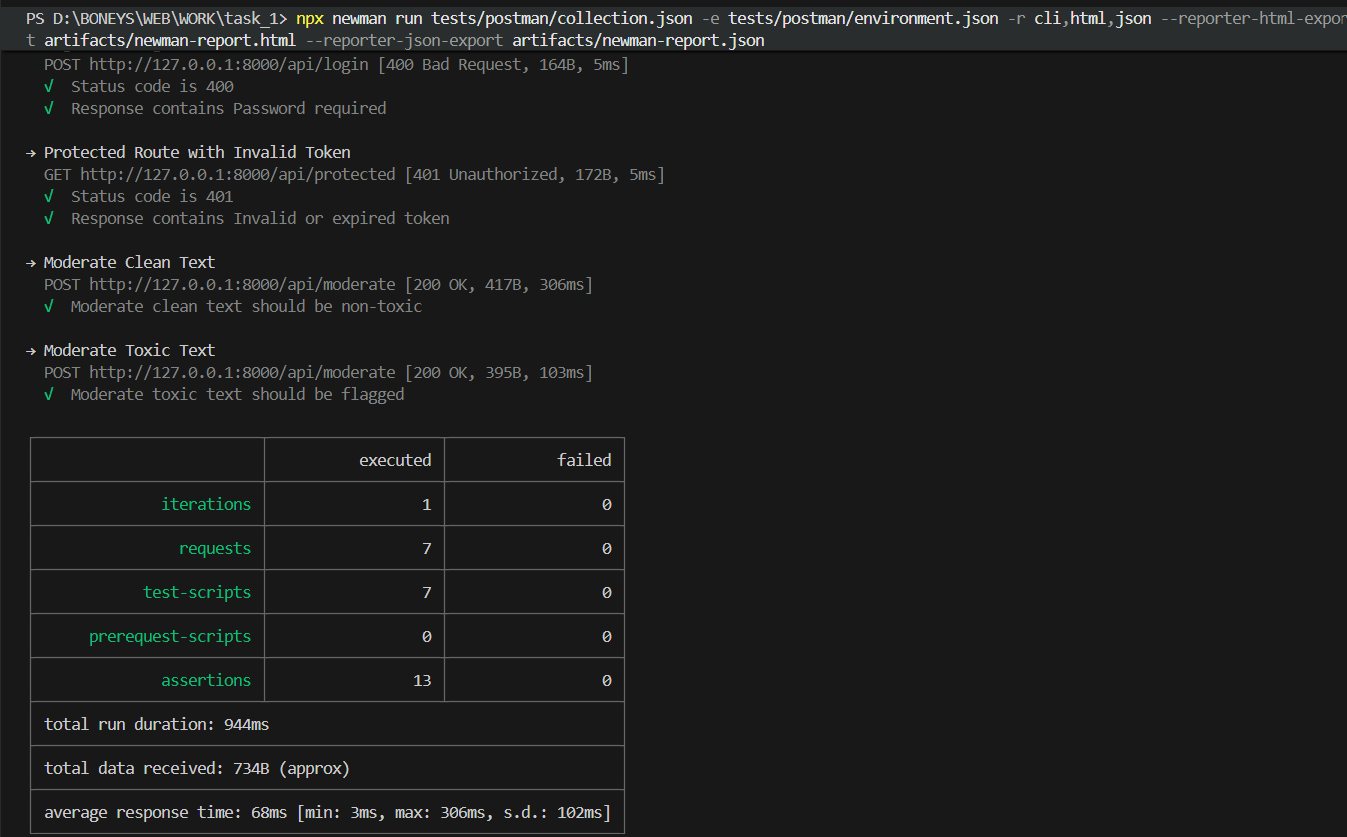 PS D:\BONEYS\WEB\WORK\task_1> npx newman run tests/postman/collection.json -e tests/postman/environment.json -r cli,html,json --reporter-html-expor
t artifacts/newman-report.html --reporter-json-export artifacts/newman-report.json
POST http://127.0.0.1:8000/api/login [400 Bad Request, 164B, 5ms]
√ Status code is 400
√ Response contains Password required
→ Protected Route with Invalid Token
GET http://127.0.0.1:8000/api/protected [401 Unauthorized, 172B, 5ms]
√ Status code is 401
√ Response contains Invalid or expired token
→ Moderate Clean Text
POST http://127.0.0.1:8000/api/moderate [200 OK, 417B, 306ms]
√ Moderate clean text should be non-toxic
→ Moderate Toxic Text
POST http://127.0.0.1:8000/api/moderate [200 OK, 395B, 103ms]
√ Moderate toxic text should be flagged
executed failed
iterations 1 0
requests 7 0
test-scripts 7 0
prerequest-scripts 0 0
assertions 13 0
total run duration: 944ms
total data received: 734B (approx)
average response time: 68ms [min: 3ms, max: 306ms, s.d.: 102ms]